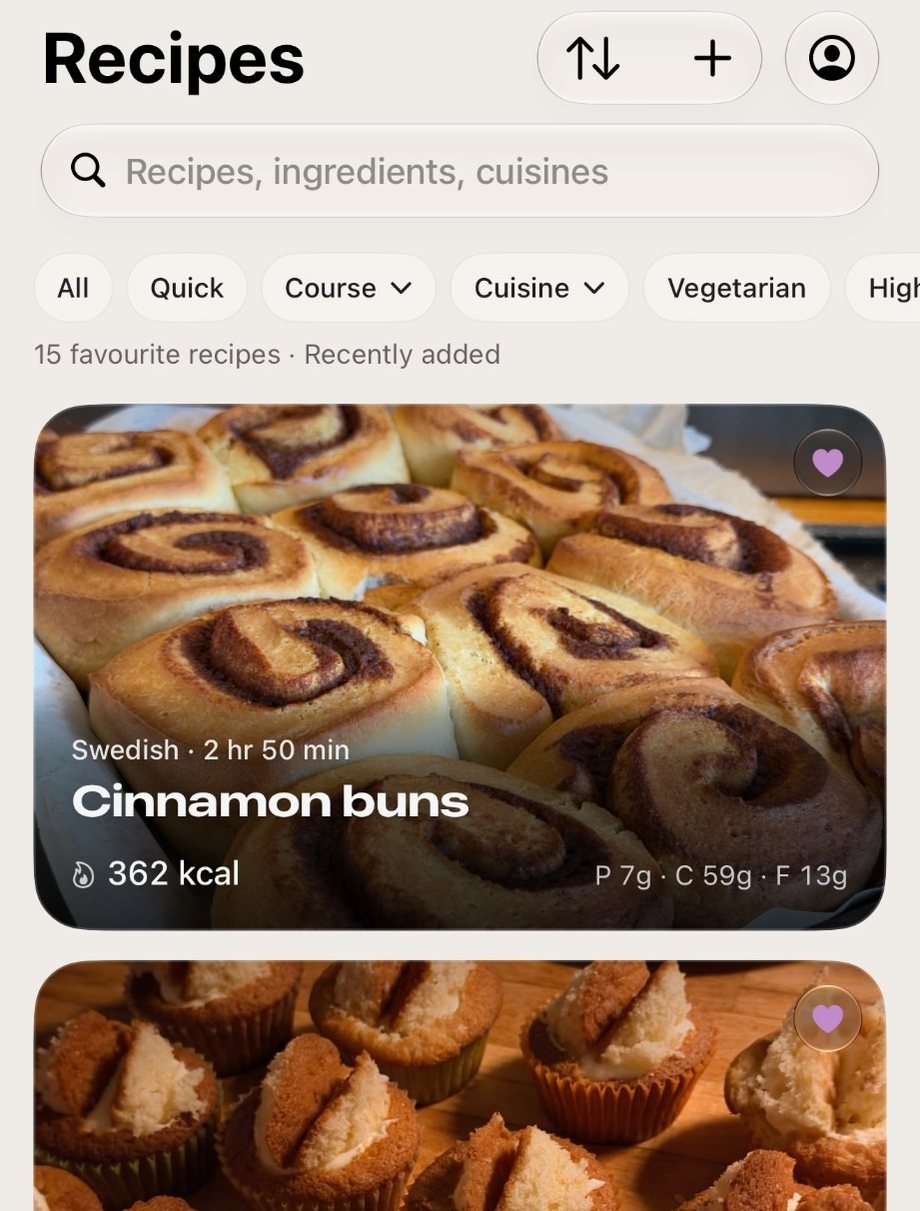 Recipes
Recipes, ingredients, cuisines
All Quick Course Cuisine Vegetarian High
15 favourite recipes · Recently added
Swedish · 2 hr 50 min
Cinnamon buns
362 kcal P 7g · C 59g · F 13g